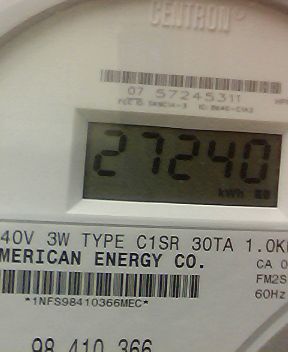 CENTRON®
07 57245311
27240
kWh
40V 3W TYPE C1SR 30TA 1.0K
MERICAN ENERGY CO.
CA 0
FM2S
60Hz
*1NFS98410366MEC*
98 410 366